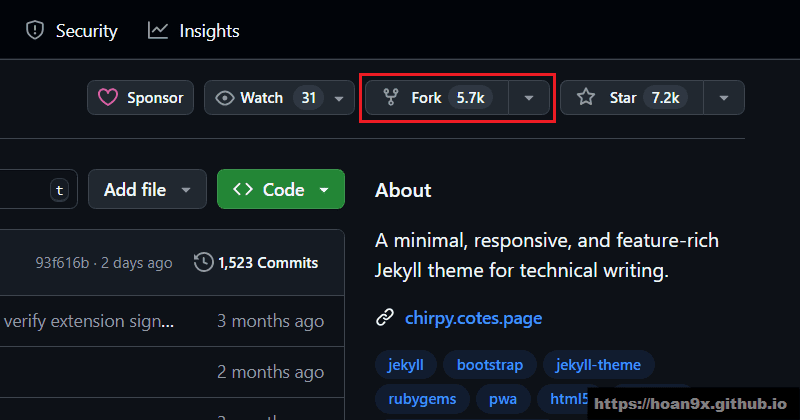 Security Insights
Sponsor Watch 31 Fork 5.7k Star 7.2k
t Add file Code
About
A minimal, responsive, and feature-rich
Jekyll theme for technical writing.
93f616b · 2 days ago 1,523 Commits
verify extension sign... 3 months ago
chirpy.cotes.page
2 months ago
jekyll bootstrap jekyll-theme
rubygems pwa html5
https://hoan9x.github.io